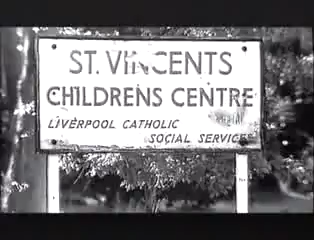 ST. VINCENTS
CHILDRENS CENTRE
LIVERPOOL CATHOLIC
SOCIAL SERVICES